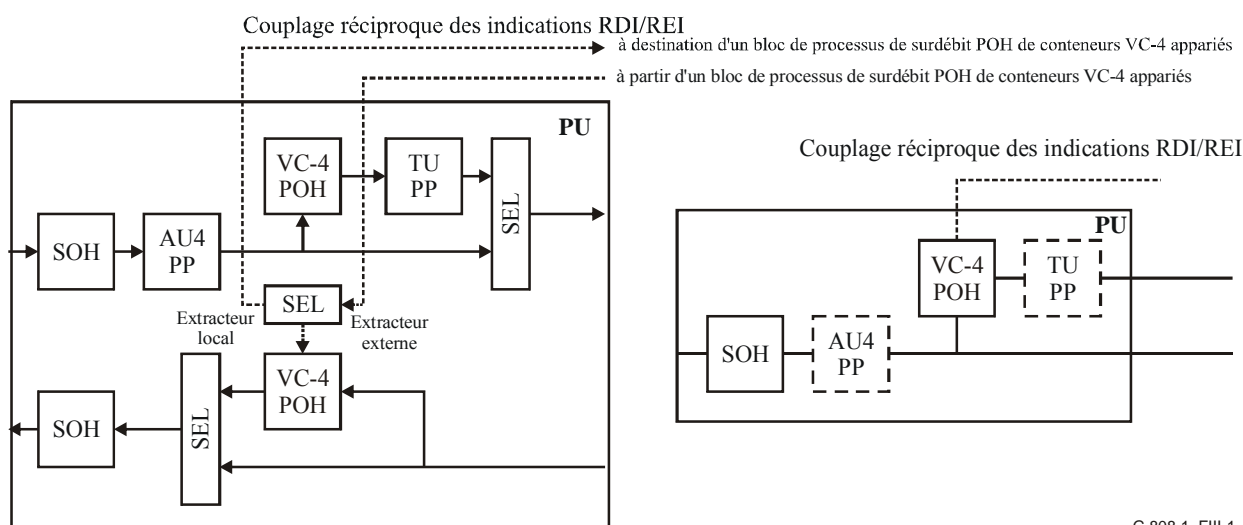 Couplage réciproque des indications RDI/REI
à destination d'un bloc de processus de surdébit POH de conteneurs VC-4 appariés
à partir d'un bloc de processus de surdébit POH de conteneurs VC-4 appariés
PU
VC-4
POH
TU
PP
SEL
SOH
AU4
PP
SEL
Extracteur
local
Extracteur
externe
VC-4
POH
SEL
SOH
Couplage réciproque des indications RDI/REI
PU
VC-4
POH
TU
PP
SOH
AU4
PP